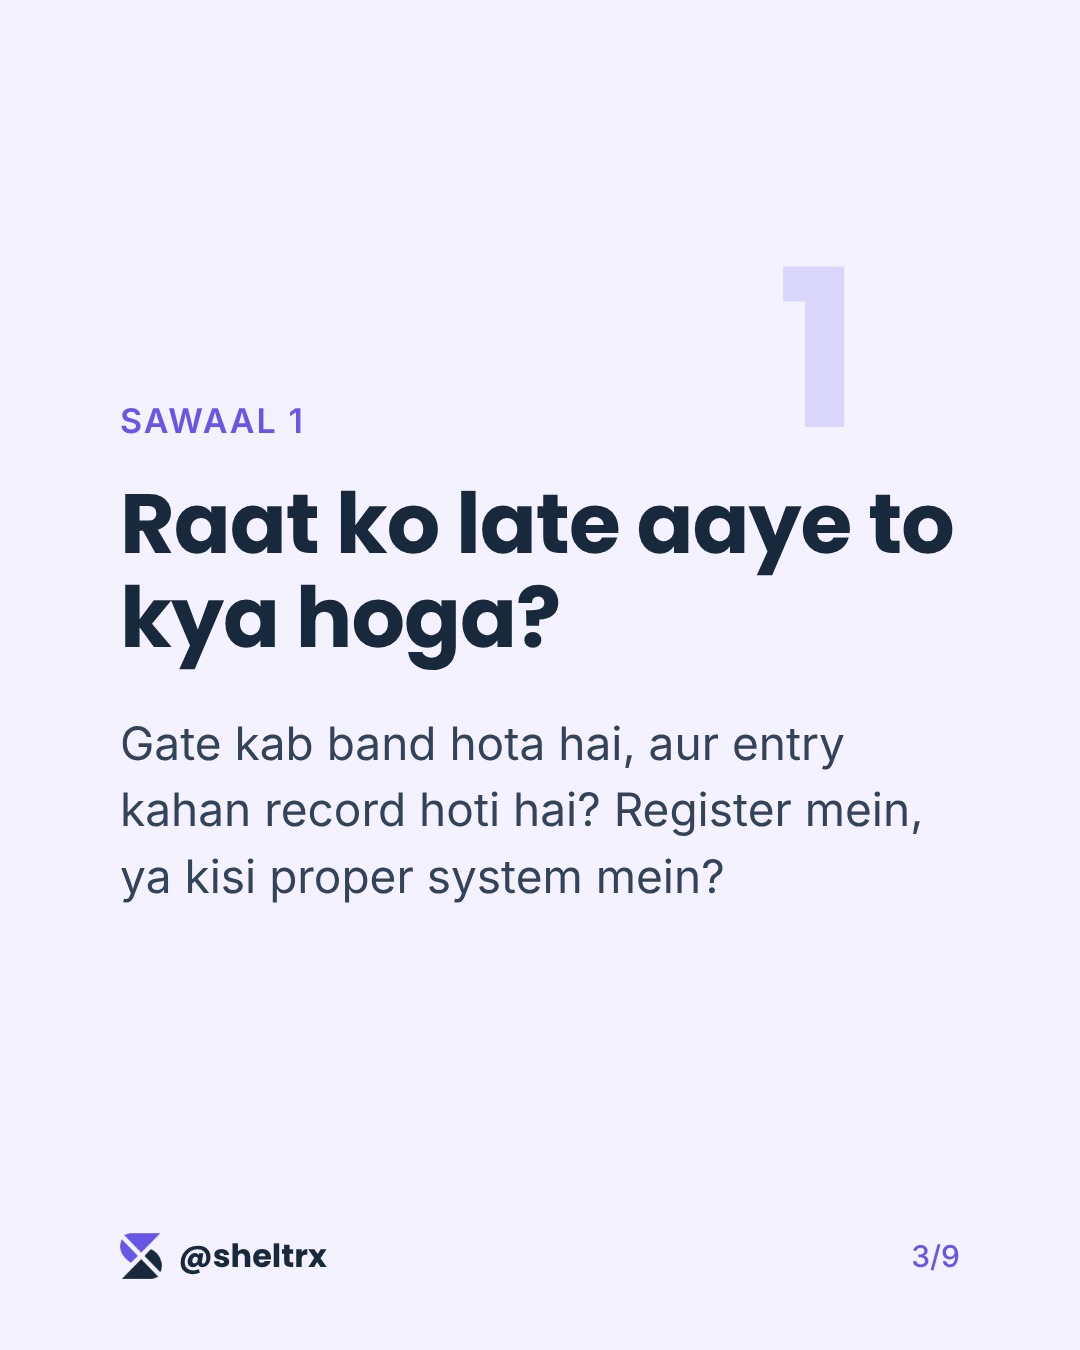 1
SAWAAL 1
Raat ko late aaye to
kya hoga?
Gate kab band hota hai, aur entry
kahan record hoti hai? Register mein,
ya kisi proper system mein?
@sheltrx
3/9